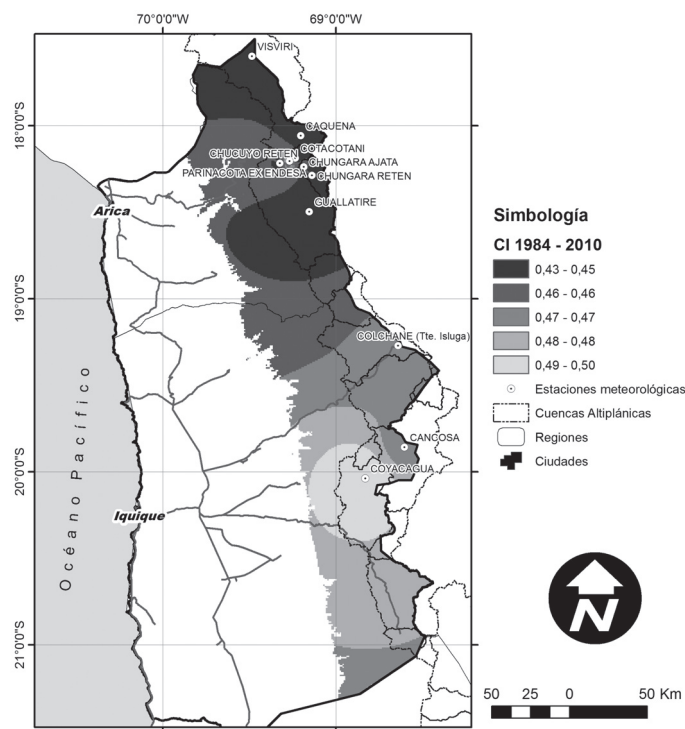 70°0'0"W
69°0'0"W
VISVIRI
18°0'0"S
CAQUENA
COTACOTANI
CHUCUYO RETEN
CHUNGARA AJATA
PARINACOTA EX ENDESA
CHUNGARA RETEN
GUALLATIRE
Arica
19°0'0"S
COLCHANE (Tte. Isluga)
CANCOSA
COYACAGUA
20°0'0"S
Iquique
Océano Pacífico
21°0'0"S
Simbología
CI 1984 - 2010
0,43 - 0,45
0,46 - 0,46
0,47 - 0,47
0,48 - 0,48
0,49 - 0,50
Estaciones meteorológicas
Cuencas Altiplánicas
Regiones
Ciudades
N
50 25 0 50 Km